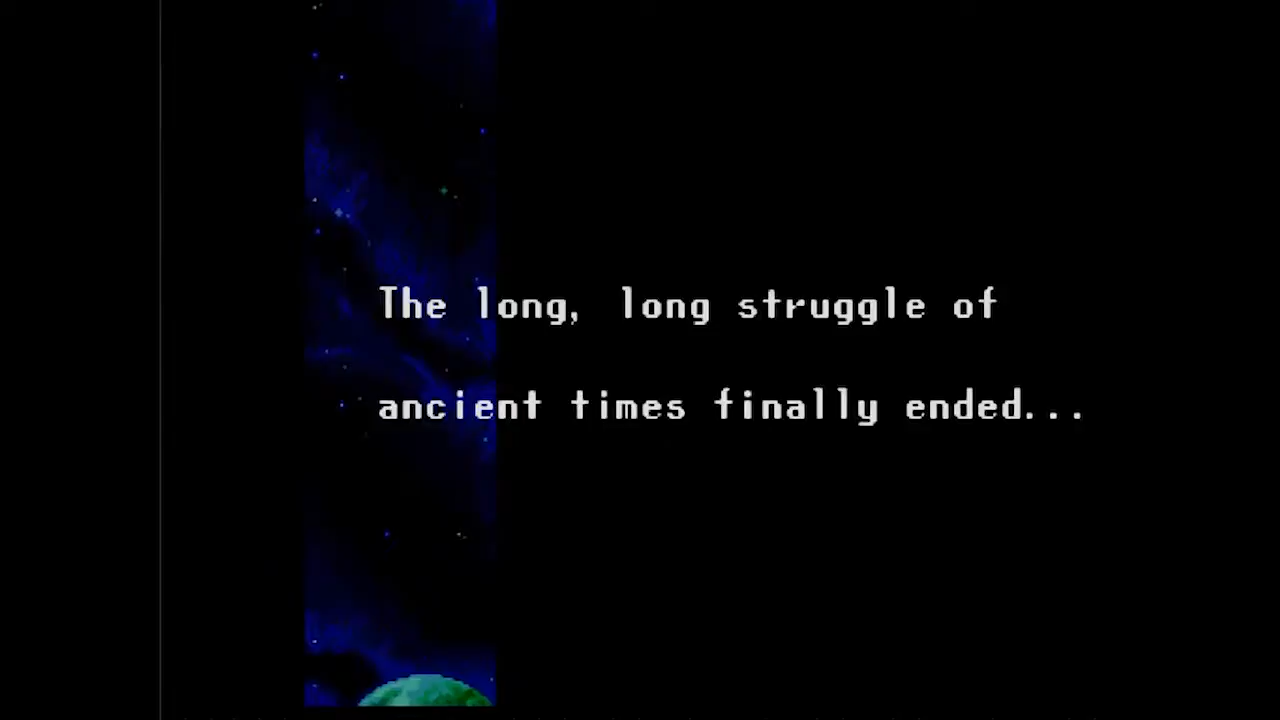 The long, long struggle of
ancient times finally ended...